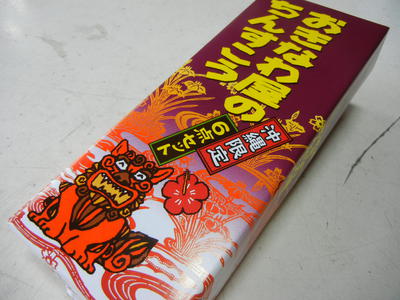 おきなわ屋の
ちんすこう
沖縄限定
6点セット